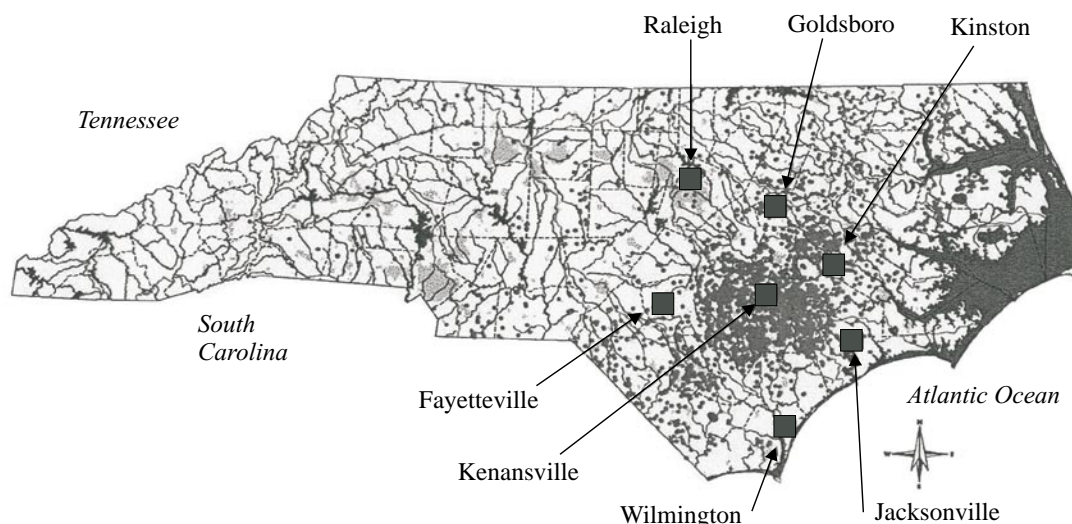 Raleigh
Goldsboro
Kinston
Tennessee
South
Carolina
Fayetteville
Atlantic Ocean
Kenansville
N
W
E
S
Wilmington
Jacksonville